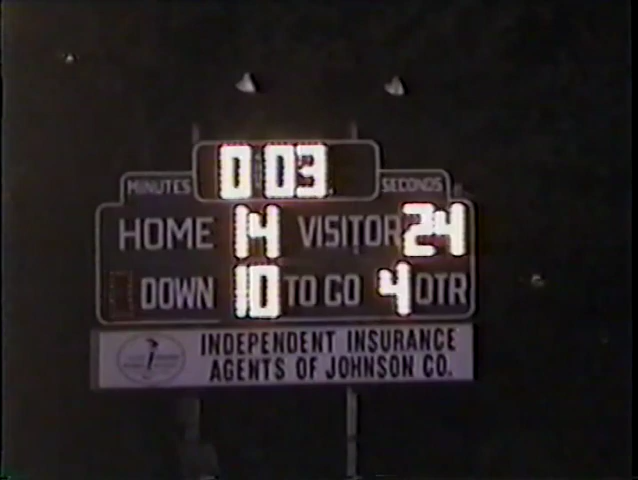 0 03
MINUTES SECONDS
HOME 14 VISITOR 24
DOWN 10 TO GO 4 QTR
INDEPENDENT INSURANCE
AGENTS OF JOHNSON CO.